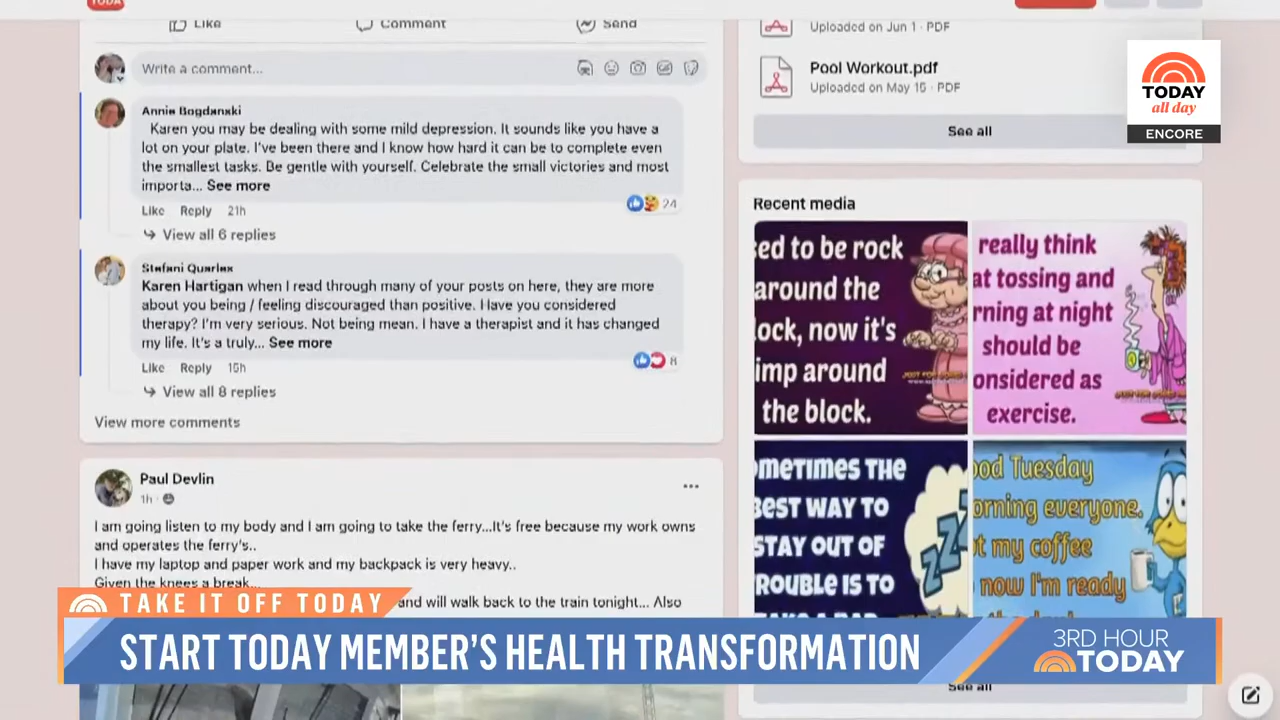 TODAY
Like
Comment
Send
Write a comment...
Annie Bogdanski
Karen you may be dealing with some mild depression. It sounds like you have a
lot on your plate. I've been there and I know how hard it can be to complete even
the smallest tasks. Be gentle with yourself. Celebrate the small victories and most
importa... See more
Like Reply 21h
24
View all 6 replies
Stefani Quarles
Karen Hartigan when I read through many of your posts on here, they are more
about you being / feeling discouraged than positive. Have you considered
therapy? I'm very serious. Not being mean. I have a therapist and it has changed
my life. It's a truly... See more
Like Reply 15h
8
View all 8 replies
View more comments
Paul Devlin
1h
I am going listen to my body and I am going to take the ferry...It's free because my work owns
and operates the ferry's..
I have my laptop and paper work and my backpack is very heavy..
Given the knees a break...
and will walk back to the train tonight... Also
Uploaded on Jun 1 · PDF
Pool Workout.pdf
Uploaded on May 15 · PDF
See all
Recent media
sed to be rock
around the
lock, now it's
imp around
the block.
really think
at tossing and
rning at night
should be
onsidered as
exercise.
OMETIMES THE
BEST WAY TO
STAY OUT OF
ROUBLE IS TO
TAKE A NAP
ood Tuesday
orning everyone.
t my coffee
now I'm ready
See all
TODAY
all day
ENCORE
TAKE IT OFF TODAY
START TODAY MEMBER'S HEALTH TRANSFORMATION
3RD HOUR
TODAY